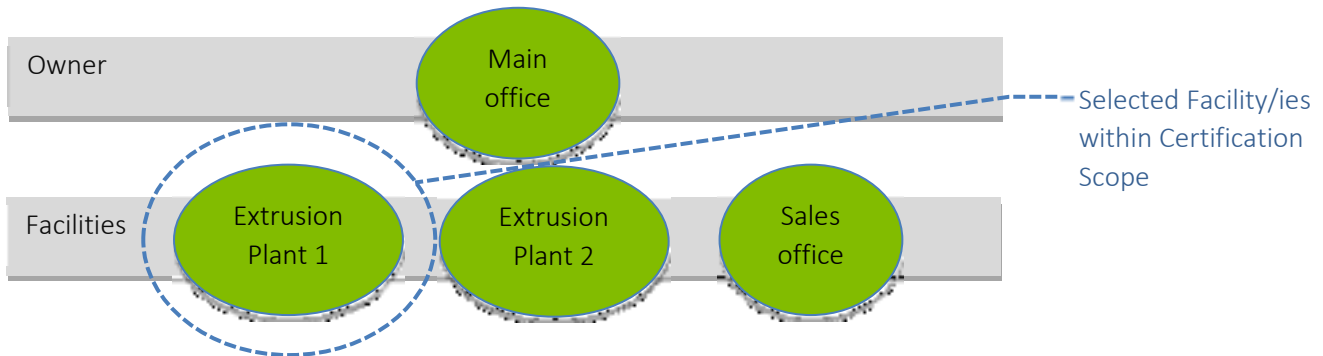 Owner
Main
office
Selected Facility/ies
within Certification
Scope
Facilities
Extrusion
Plant 1
Extrusion
Plant 2
Sales
office